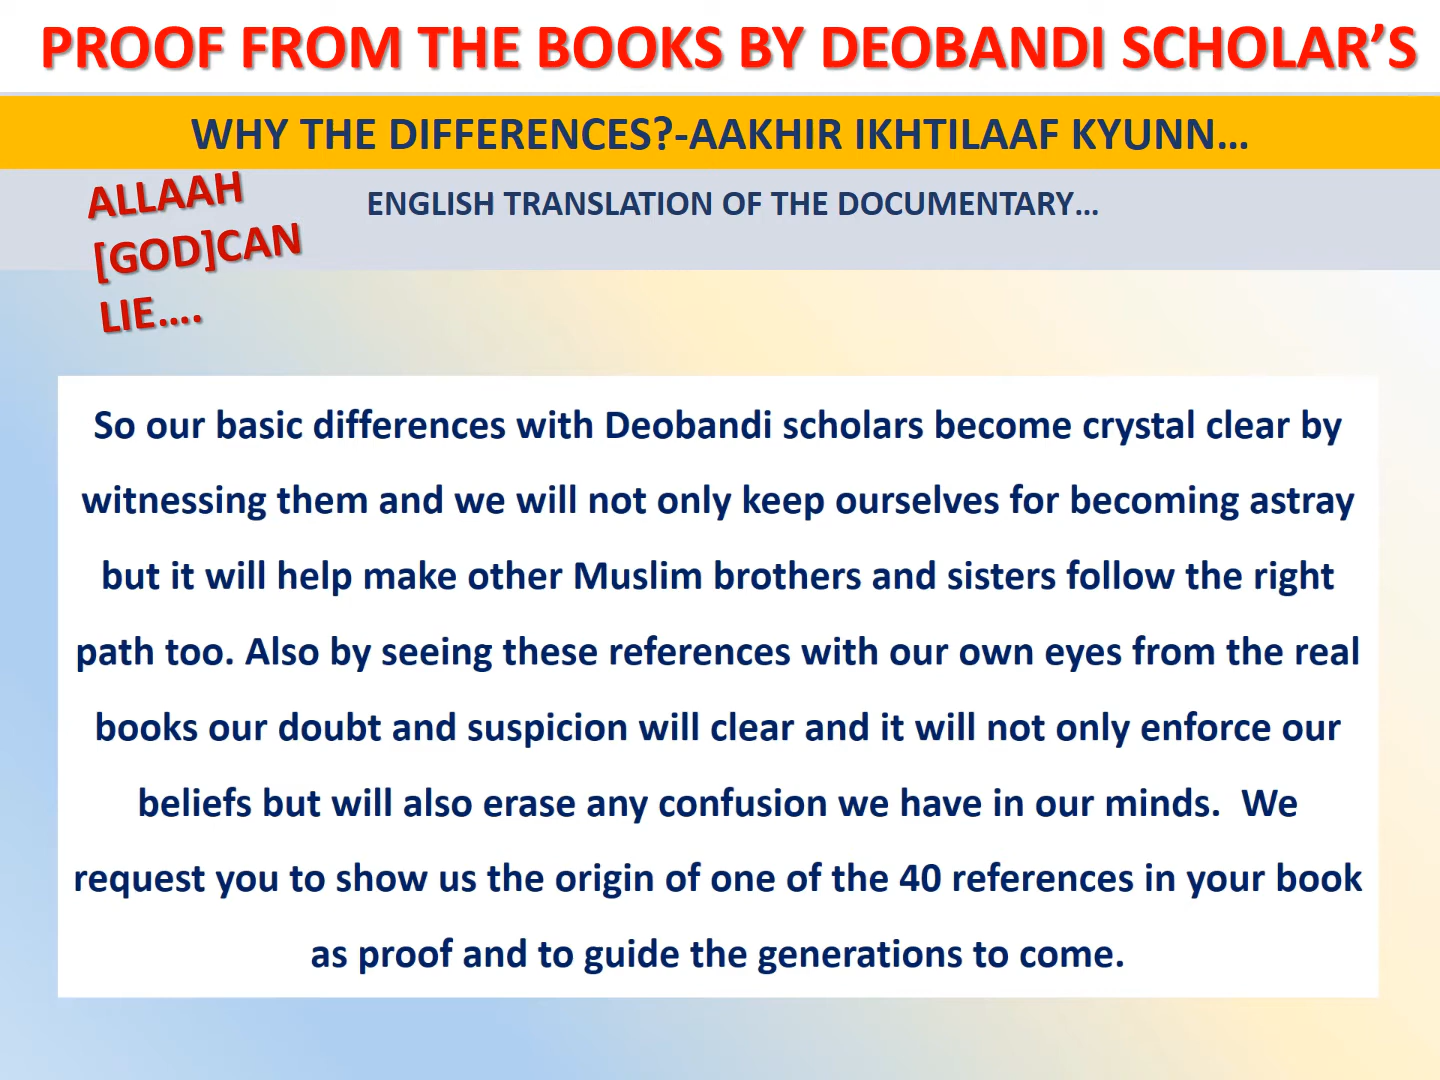 PROOF FROM THE BOOKS BY DEOBANDI SCHOLAR’S
WHY THE DIFFERENCES?-AAKHIR IKHTILAAF KYUNN…
ENGLISH TRANSLATION OF THE DOCUMENTARY…
ALLAAH
[GOD]CAN
LIE….
So our basic differences with Deobandi scholars become crystal clear by
witnessing them and we will not only keep ourselves for becoming astray
but it will help make other Muslim brothers and sisters follow the right
path too. Also by seeing these references with our own eyes from the real
books our doubt and suspicion will clear and it will not only enforce our
beliefs but will also erase any confusion we have in our minds.  We
request you to show us the origin of one of the 40 references in your book
as proof and to guide the generations to come.